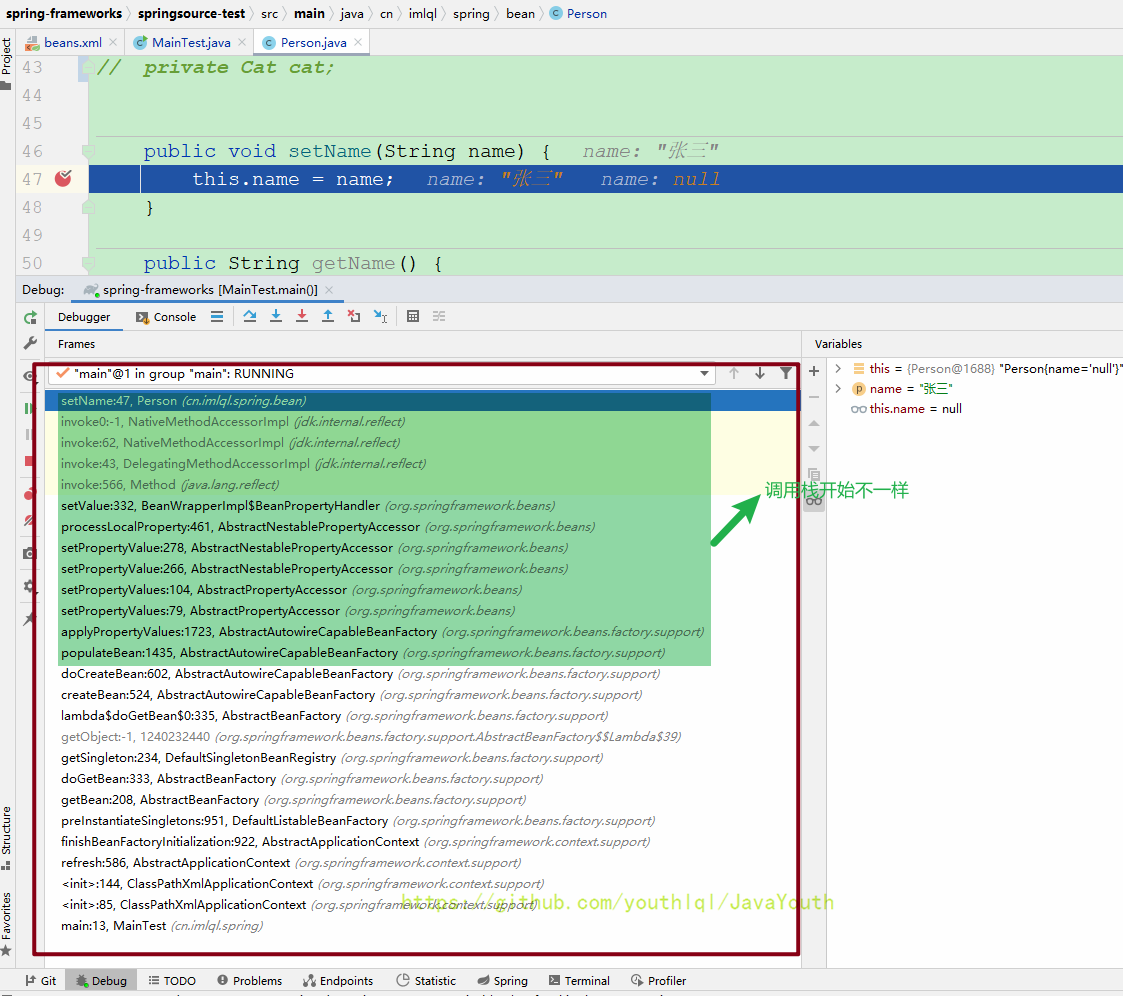 spring-frameworks › springsource-test › src › main › java › cn › imlql › spring › bean › Person
beans.xml × MainTest.java × Person.java ×
Project
43 // private Cat cat;
44
45
46 public void setName(String name) { name: "张三"
47 this.name = name; name: "张三" name: null
48 }
49
50 public String getName() {
Debug: spring-frameworks [MainTest.main()] ×
Debugger Console
Frames
Variables
"main"@1 in group "main": RUNNING
setName:47, Person (cn.imlql.spring.bean)
invoke0:-1, NativeMethodAccessorImpl (jdk.internal.reflect)
invoke:62, NativeMethodAccessorImpl (jdk.internal.reflect)
invoke:43, DelegatingMethodAccessorImpl (jdk.internal.reflect)
invoke:566, Method (java.lang.reflect)
setValue:332, BeanWrapperImpl$BeanPropertyHandler (org.springframework.beans)
processLocalProperty:461, AbstractNestablePropertyAccessor (org.springframework.beans)
setPropertyValue:278, AbstractNestablePropertyAccessor (org.springframework.beans)
setPropertyValue:266, AbstractNestablePropertyAccessor (org.springframework.beans)
setPropertyValues:104, AbstractPropertyAccessor (org.springframework.beans)
setPropertyValues:79, AbstractPropertyAccessor (org.springframework.beans)
applyPropertyValues:1723, AbstractAutowireCapableBeanFactory (org.springframework.beans.factory.support)
populateBean:1435, AbstractAutowireCapableBeanFactory (org.springframework.beans.factory.support)
doCreateBean:602, AbstractAutowireCapableBeanFactory (org.springframework.beans.factory.support)
createBean:524, AbstractAutowireCapableBeanFactory (org.springframework.beans.factory.support)
lambda$doGetBean$0:335, AbstractBeanFactory (org.springframework.beans.factory.support)
getObject:-1, 1240232440 (org.springframework.beans.factory.support.AbstractBeanFactory$$Lambda$39)
getSingleton:234, DefaultSingletonBeanRegistry (org.springframework.beans.factory.support)
doGetBean:333, AbstractBeanFactory (org.springframework.beans.factory.support)
getBean:208, AbstractBeanFactory (org.springframework.beans.factory.support)
preInstantiateSingletons:951, DefaultListableBeanFactory (org.springframework.beans.factory.support)
finishBeanFactoryInitialization:922, AbstractApplicationContext (org.springframework.context.support)
refresh:586, AbstractApplicationContext (org.springframework.context.support)
<init>:144, ClassPathXmlApplicationContext (org.springframework.context.support)
<init>:85, ClassPathXmlApplicationContext (org.springframework.context.support)
main:13, MainTest (cn.imlql.spring)
this = {Person@1688} "Person{name='null'}"
name = "张三"
this.name = null
调用栈开始不一样
https://github.com/youthlql/JavaYouth
Structure
Favorites
Git Debug TODO Problems Endpoints Statistic Spring Terminal Profiler